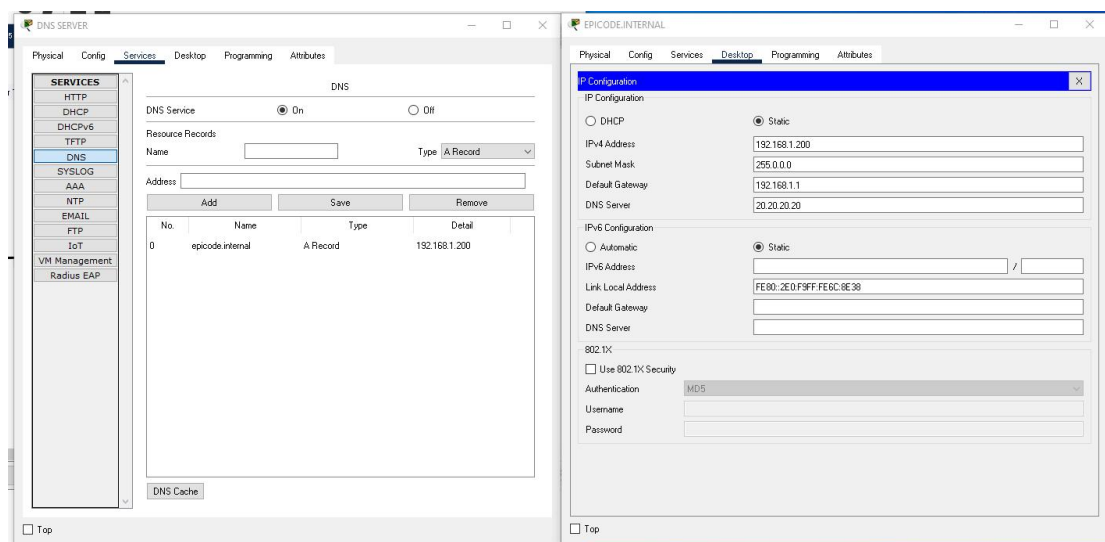 DNS SERVER
Physical Config Services Desktop Programming Attributes
SERVICES
HTTP
DHCP
DHCPv6
TFTP
DNS
SYSLOG
AAA
NTP
EMAIL
FTP
IoT
VM Management
Radius EAP
DNS
DNS Service On Off
Resource Records
Name Type A Record
Address
Add Save Remove
No. Name Type Detail
0 epicode.internal A Record 192.168.1.200
DNS Cache
Top
EPICODE.INTERNAL
Physical Config Services Desktop Programming Attributes
IP Configuration X
IP Configuration
DHCP Static
IPv4 Address 192.168.1.200
Subnet Mask 255.0.0.0
Default Gateway 192.168.1.1
DNS Server 20.20.20.20
IPv6 Configuration
Automatic Static
IPv6 Address /
Link Local Address FE80::2E0:F9FF:FE6C:8E38
Default Gateway
DNS Server
802.1X
Use 802.1X Security
Authentication MD5
Username
Password
Top